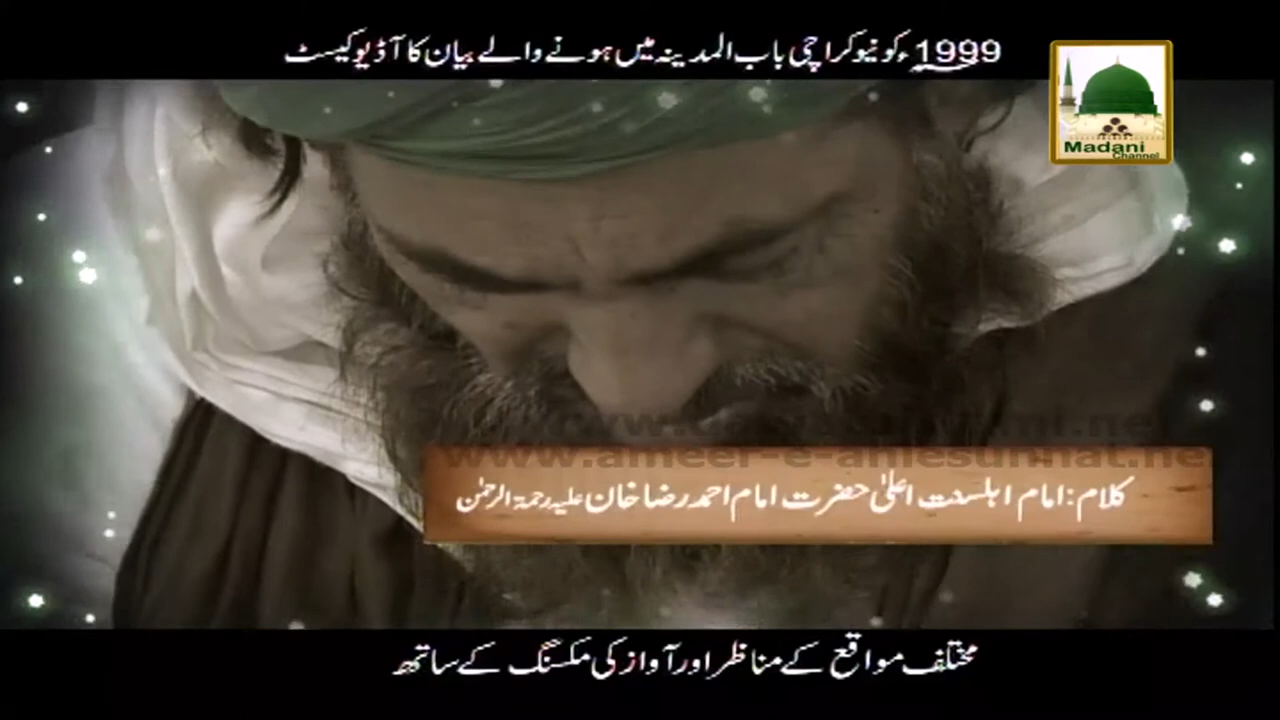 1999ء کو نیو کراچی باب المدینہ میں ہونے والے بیان کا آڈیو کیسٹ
Madani
Channel
www.ameer-e-ahlesunnat.net
کلام: امام اہلسنت اعلیٰ حضرت امام احمد رضا خان علیہ رحمۃ الرحمٰن
مختلف مواقع کے مناظر اور آواز کی مکسنگ کے ساتھ